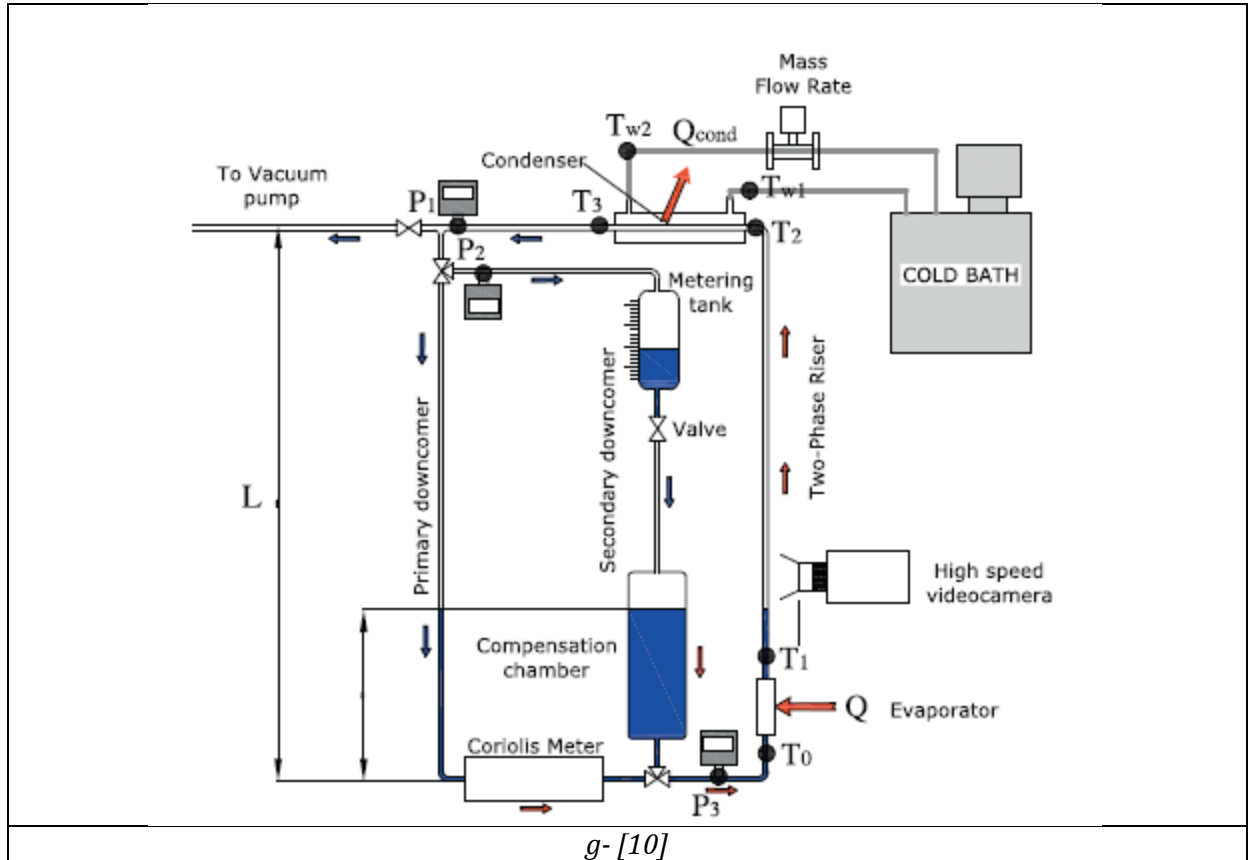 Mass
Flow Rate
Tw2
Qcond
Condenser
To Vacuum
pump
P1
T3
Tw1
T2
P2
COLD BATH
Metering
tank
Primary downcomer
Secondary downcomer
Valve
Two-Phase Riser
L
High speed
videocamera
Compensation
chamber
T1
Q
Evaporator
Coriolis Meter
T0
P3
g- [10]